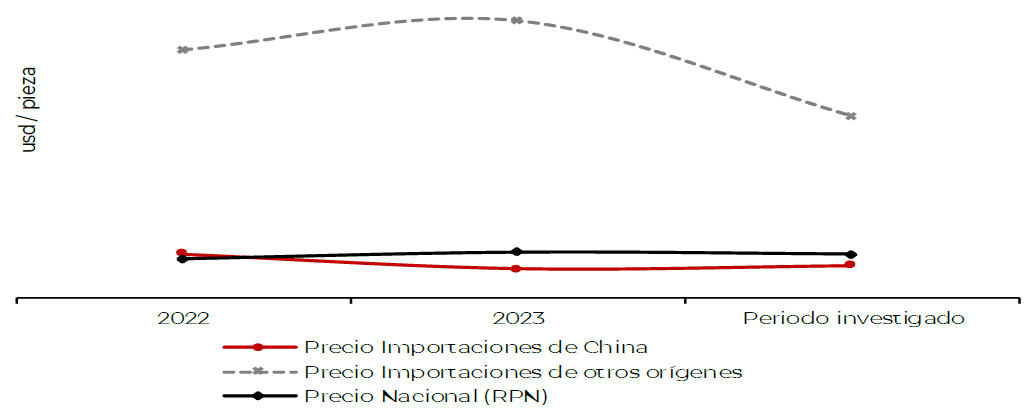 usd / pieza
2022
2023
Periodo investigado
Precio Importaciones de China
Precio Importaciones de otros orígenes
Precio Nacional (RPN)